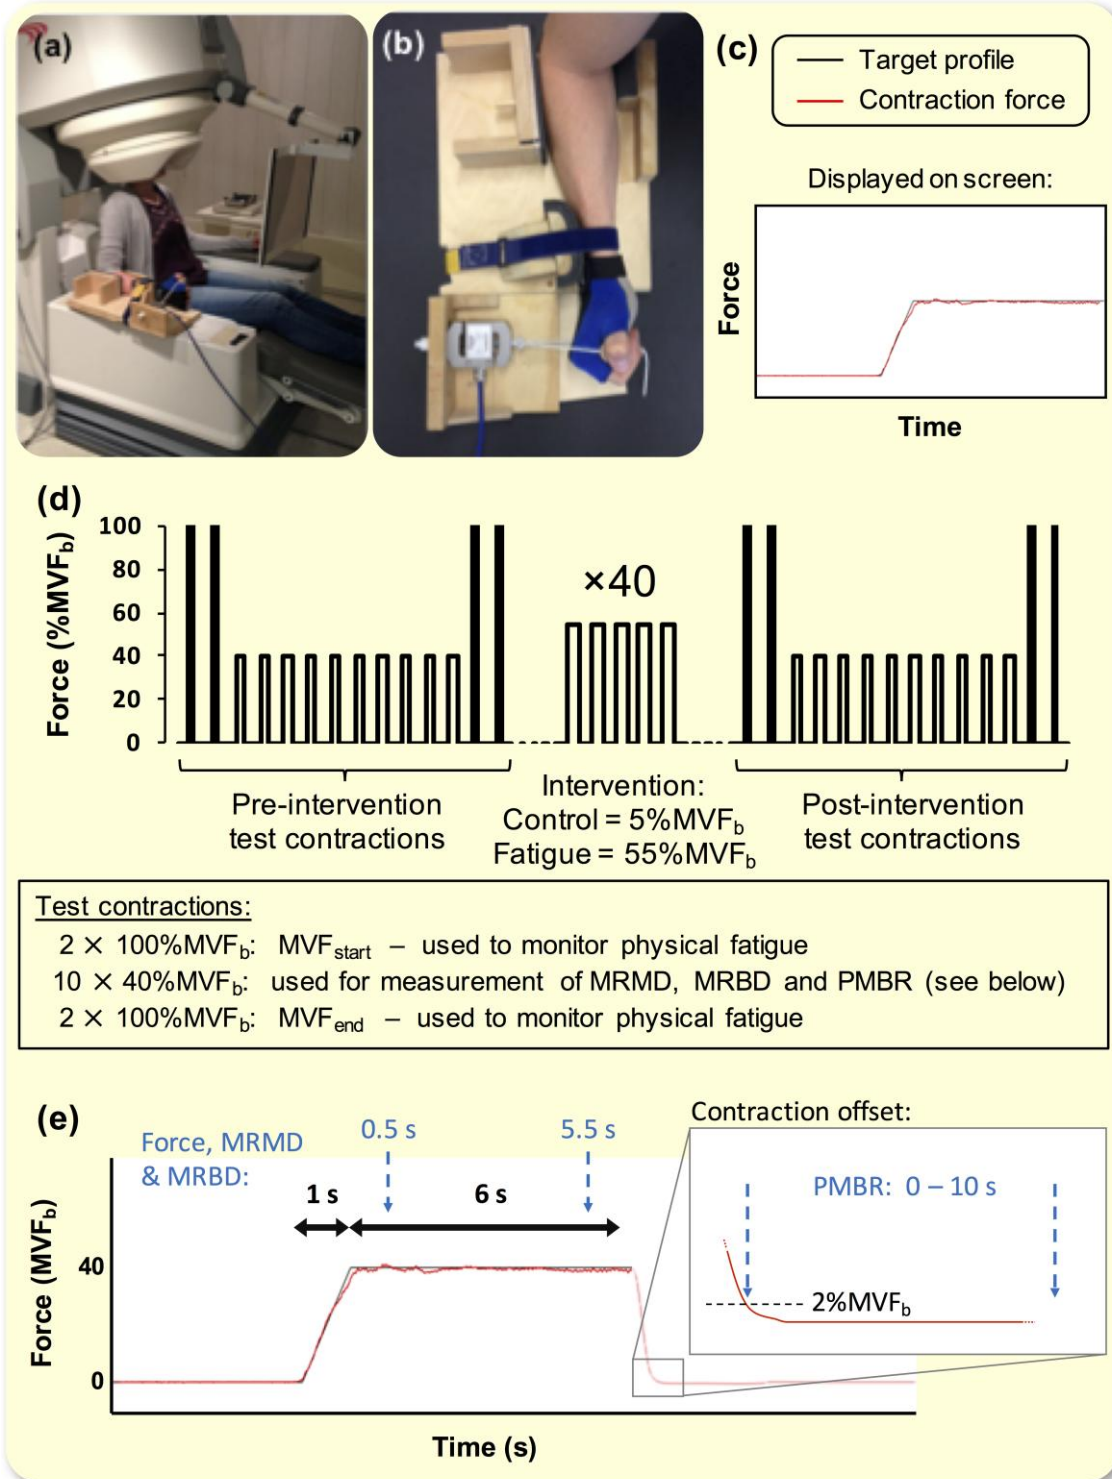 (a)
(b)
(c)
Target profile
Contraction force
Displayed on screen:
Force
Time
(d)
Force (%MVFb)
100
80
60
40
20
0
×40
Pre-intervention
test contractions
Intervention:
Control = 5%MVFb
Fatigue = 55%MVFb
Post-intervention
test contractions
Test contractions:
2 × 100%MVFb: MVFstart – used to monitor physical fatigue
10 × 40%MVFb: used for measurement of MRMD, MRBD and PMBR (see below)
2 × 100%MVFb: MVFend – used to monitor physical fatigue
(e)
Force, MRMD
& MRBD:
0.5 s
5.5 s
1 s
6 s
Force (MVFb)
40
0
Time (s)
Contraction offset:
PMBR: 0 – 10 s
2%MVFb